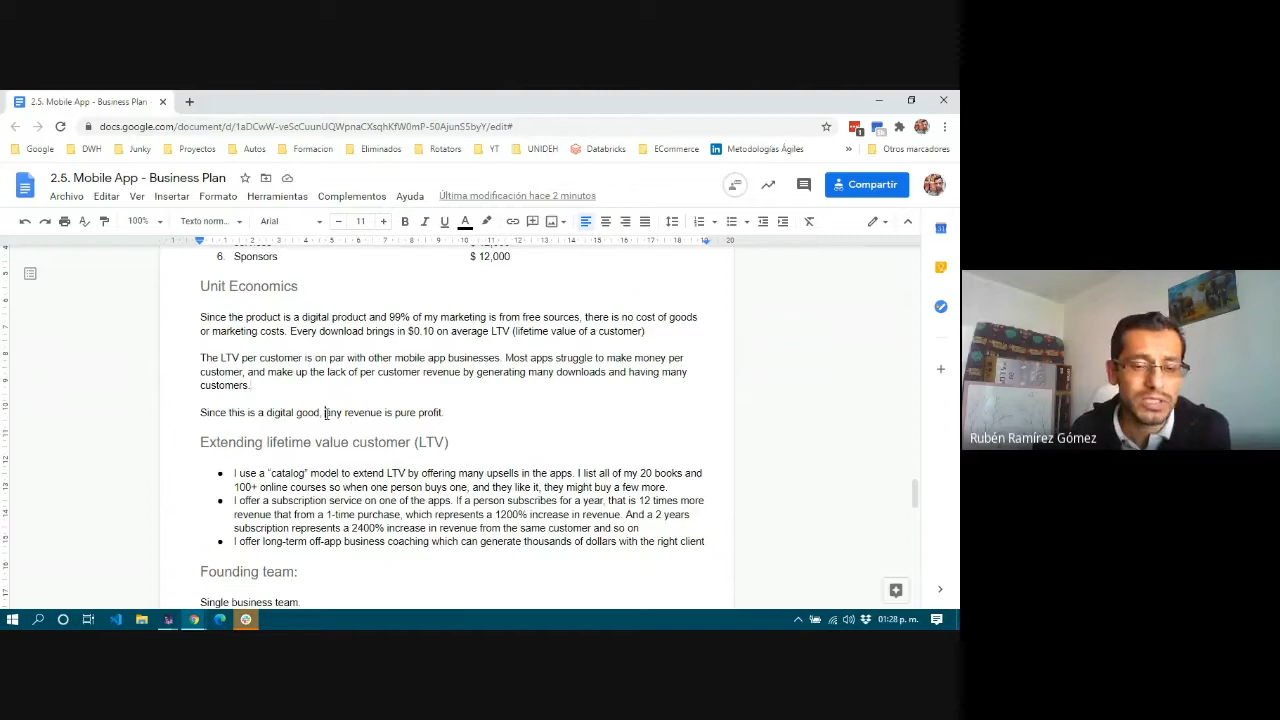 2.5. Mobile App - Business Plan
docs.google.com/document/d/1aDCwW-veScCuunUQWpnaCXsqhKfW0mP-50AjunS5byY/edit#
Google DWH Junky Proyectos Autos Formacion Eliminados Rotators YT UNIDEH Databricks ECommerce Metodologías Ágiles » Otros marcadores
2.5. Mobile App - Business Plan
Compartir
Archivo Editar Ver Insertar Formato Herramientas Complementos Ayuda Última modificación hace 2 minutos
100% Texto norm... Arial 11
6. Sponsors $ 12,000
Unit Economics
Since the product is a digital product and 99% of my marketing is from free sources, there is no cost of goods
or marketing costs. Every download brings in $0.10 on average LTV (lifetime value of a customer)
The LTV per customer is on par with other mobile app businesses. Most apps struggle to make money per
customer, and make up the lack of per customer revenue by generating many downloads and having many
customers.
Since this is a digital good, any revenue is pure profit.
Extending lifetime value customer (LTV)
● I use a “catalog” model to extend LTV by offering many upsells in the apps. I list all of my 20 books and
100+ online courses so when one person buys one, and they like it, they might buy a few more.
● I offer a subscription service on one of the apps. If a person subscribes for a year, that is 12 times more
revenue that from a 1-time purchase, which represents a 1200% increase in revenue. And a 2 years
subscription represents a 2400% increase in revenue from the same customer and so on
● I offer long-term off-app business coaching which can generate thousands of dollars with the right client
Founding team:
Single business team.
Rubén Ramírez Gómez
01:28 p. m.